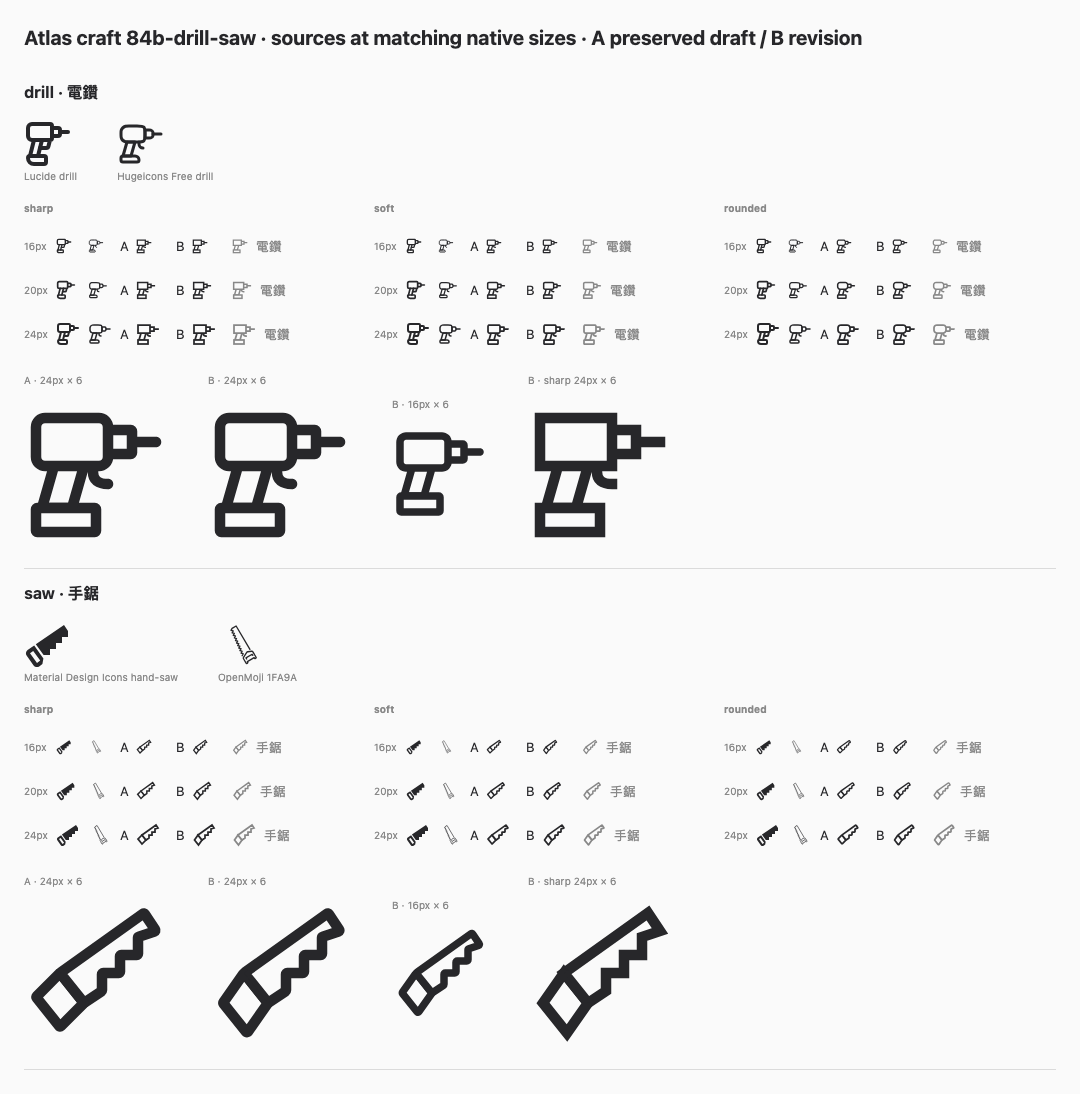 Atlas craft 84b-drill-saw · sources at matching native sizes · A preserved draft / B revision
drill · 電鑽
Lucide drill
Hugeicons Free drill
sharp
soft
rounded
16px A B 電鑽
16px A B 電鑽
16px A B 電鑽
20px A B 電鑽
20px A B 電鑽
20px A B 電鑽
24px A B 電鑽
24px A B 電鑽
24px A B 電鑽
A · 24px × 6
B · 24px × 6
B · 16px × 6
B · sharp 24px × 6
saw · 手鋸
Material Design Icons hand-saw
OpenMoji 1FA9A
sharp
soft
rounded
16px A B 手鋸
16px A B 手鋸
16px A B 手鋸
20px A B 手鋸
20px A B 手鋸
20px A B 手鋸
24px A B 手鋸
24px A B 手鋸
24px A B 手鋸
A · 24px × 6
B · 24px × 6
B · 16px × 6
B · sharp 24px × 6